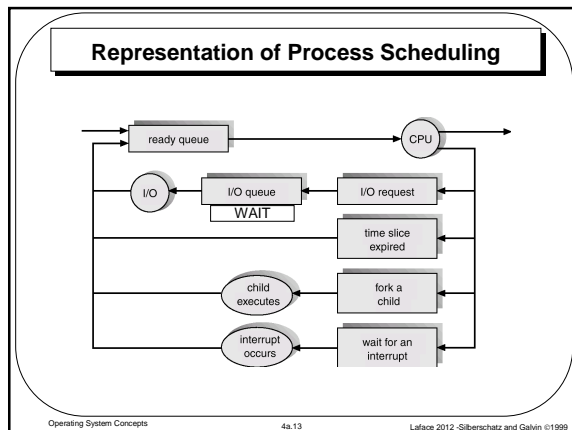 Representation of Process Scheduling
ready queue
CPU
I/O
I/O queue
I/O request
WAIT
time slice
expired
child
executes
fork a
child
interrupt
occurs
wait for an
interrupt
Operating System Concepts
4a.13
Laface 2012 -Silberschatz and Galvin ©1999